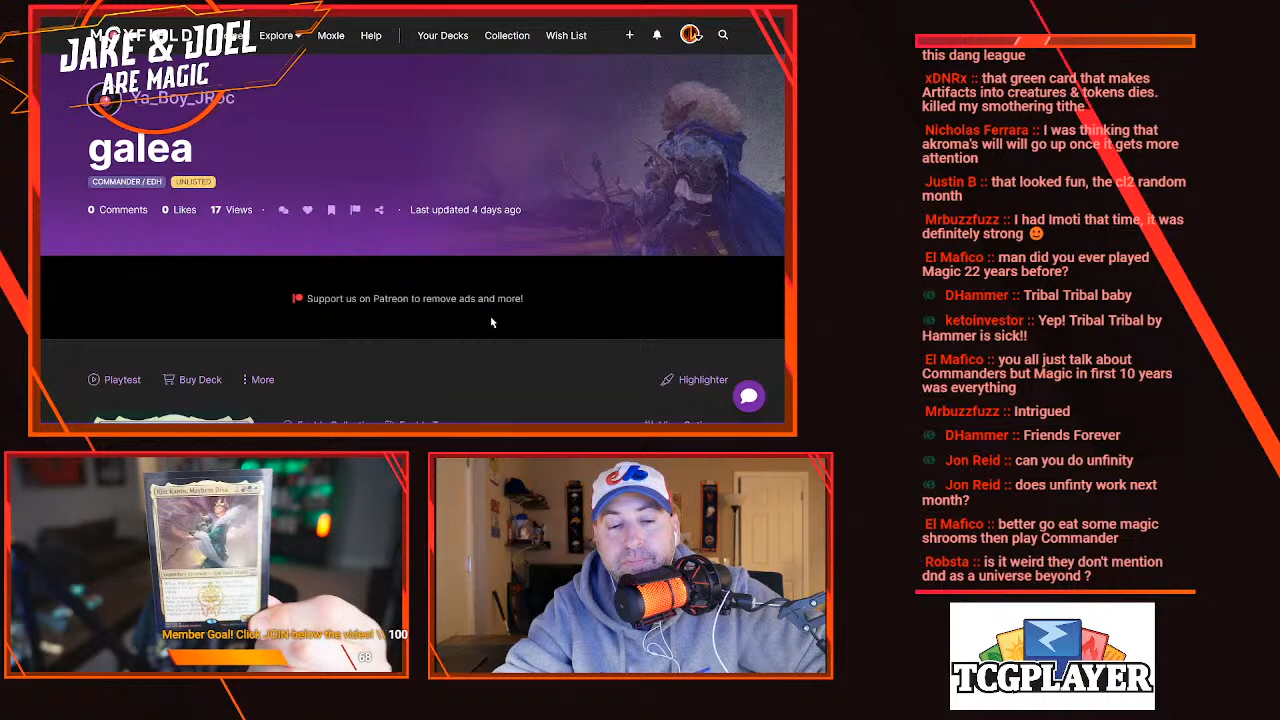 JAKE & JOEL
ARE MAGIC
Explore
Moxie
Help
Your Decks
Collection
Wish List
Ya_Boy_JRoc
galea
COMMANDER / EDH
UNLISTED
0 Comments
0 Likes
17 Views
Last updated 4 days ago
Support us on Patreon to remove ads and more!
Playtest
Buy Deck
More
Highlighter
Kitt Kanto, Mayhem Diva
Member Goal! Click JOIN below the video! \ 100
68
this dang league
xDNRx :: that green card that makes
Artifacts into creatures & tokens dies.
killed my smothering tithe
Nicholas Ferrara :: I was thinking that
akroma's will will go up once it gets more
attention
Justin B :: that looked fun, the cl2 random
month
Mrbuzzfuzz :: I had Imoti that time, it was
definitely strong
El Mafico :: man did you ever played
Magic 22 years before?
DHammer :: Tribal Tribal baby
ketoinvestor :: Yep! Tribal Tribal by
Hammer is sick!!
El Mafico :: you all just talk about
Commanders but Magic in first 10 years
was everything
Mrbuzzfuzz :: Intrigued
DHammer :: Friends Forever
Jon Reid :: can you do unfinity
Jon Reid :: does unfinty work next
month?
El Mafico :: better go eat some magic
shrooms then play Commander
Robsta :: is it weird they don't mention
dnd as a universe beyond ?
TCGPLAYER